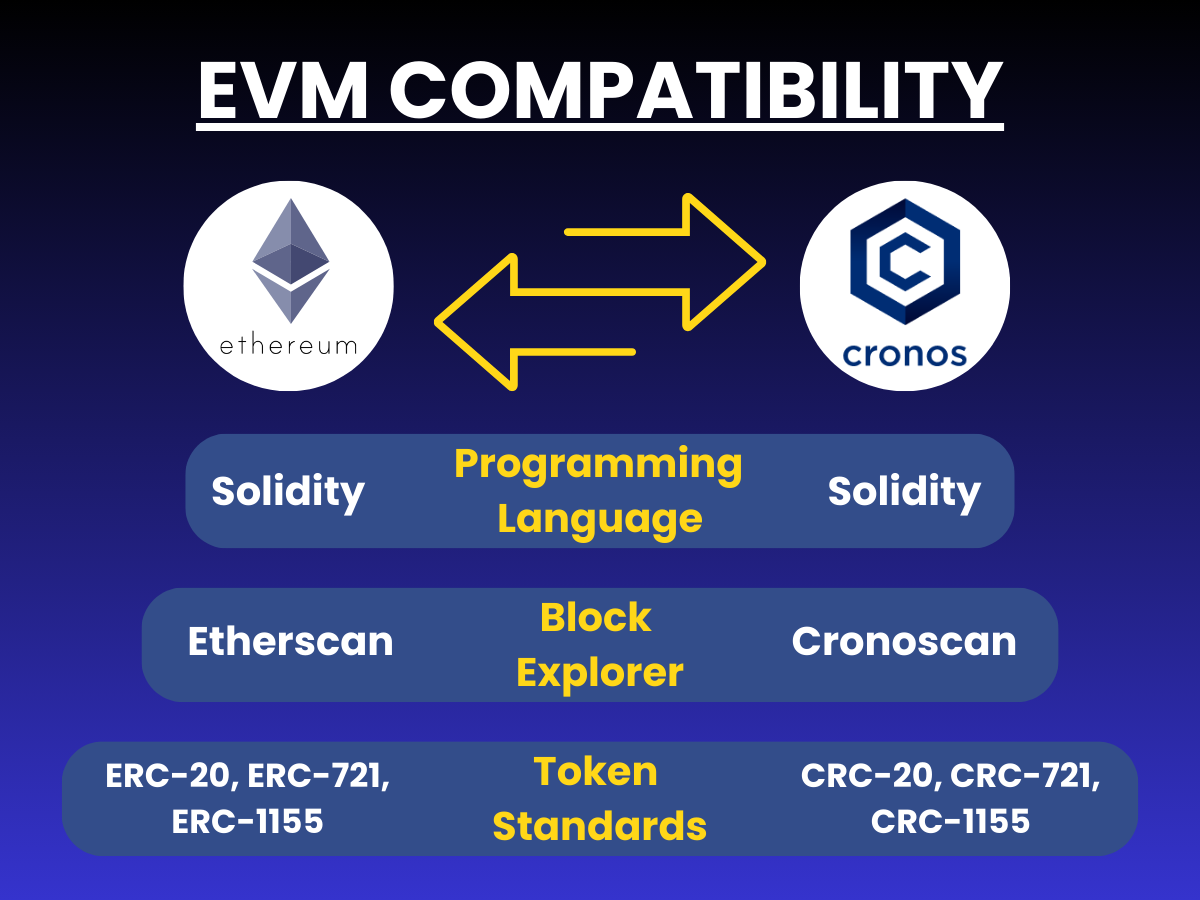 EVM COMPATIBILITY
ethereum
cronos
Solidity
Programming
Language
Solidity
Etherscan
Block
Explorer
Cronoscan
ERC-20, ERC-721,
ERC-1155
Token
Standards
CRC-20, CRC-721,
CRC-1155